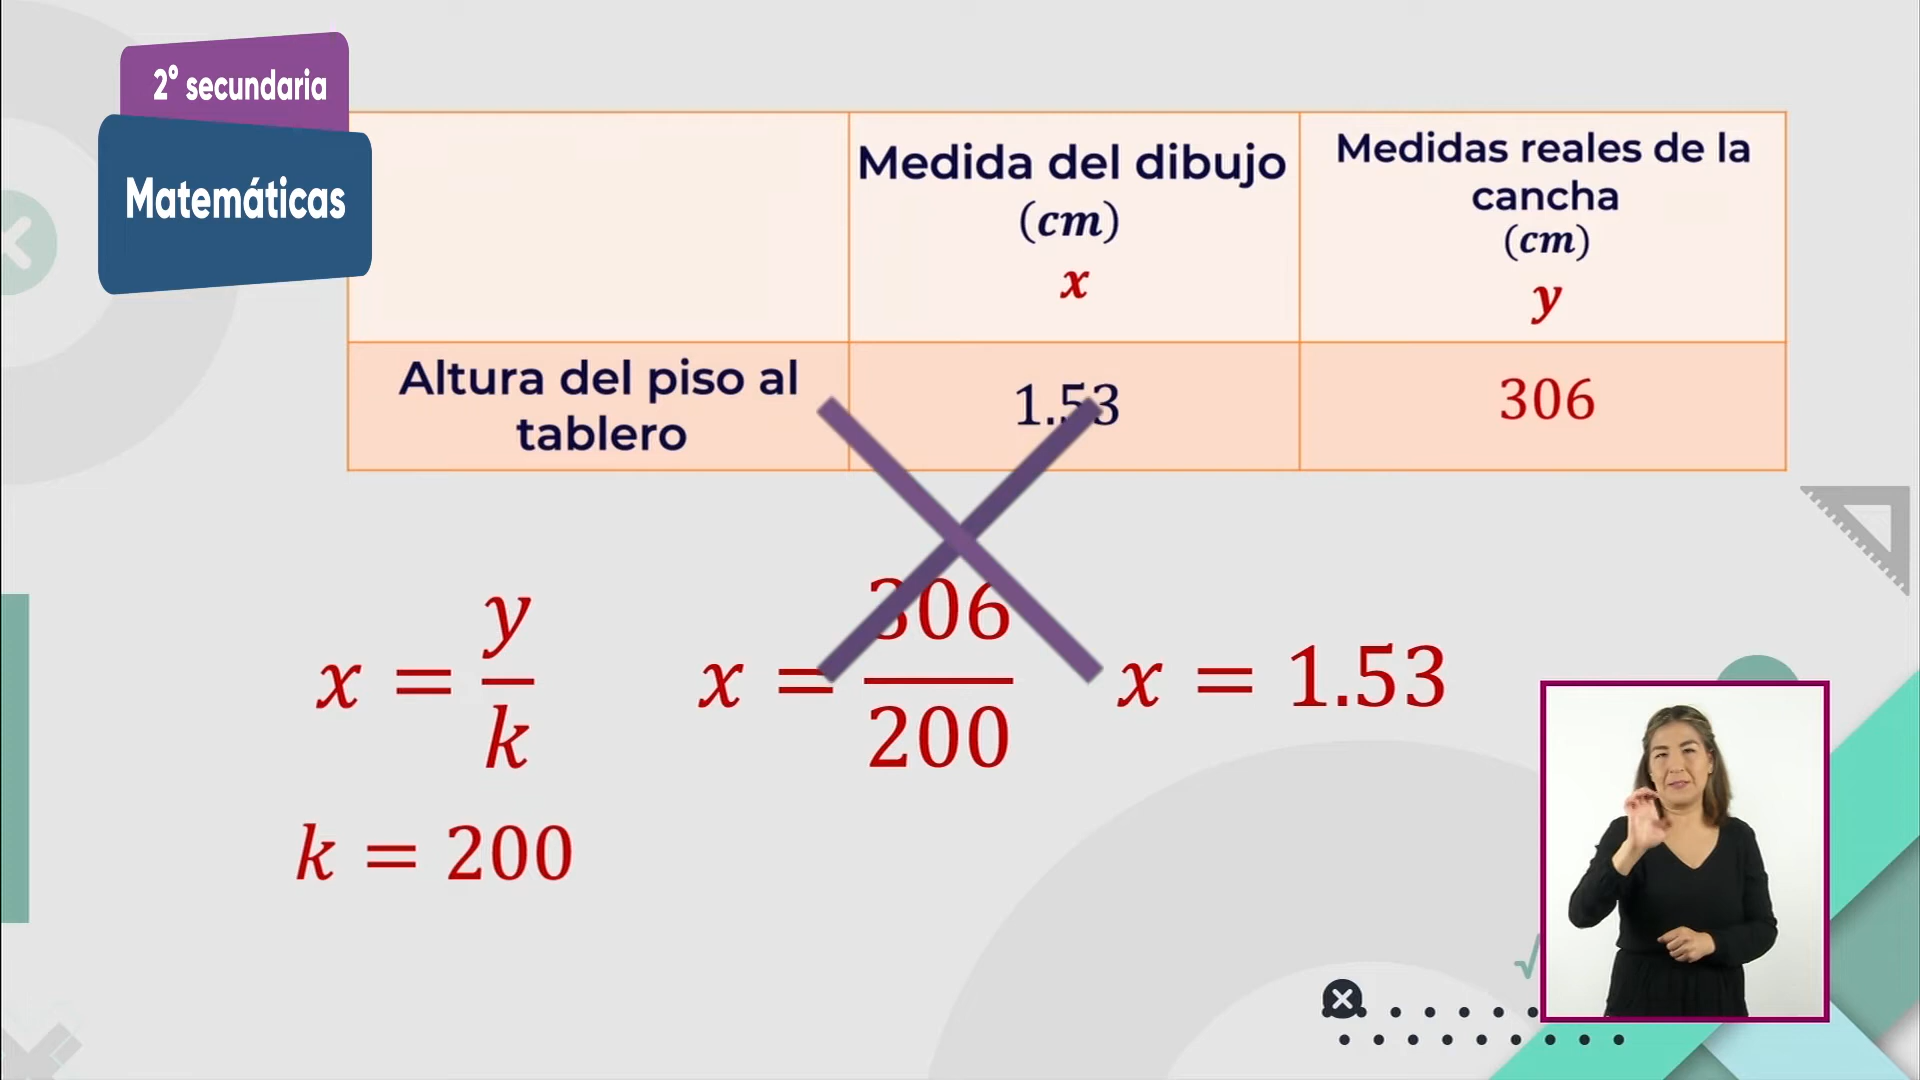 2° secundaria
Matemáticas
Medida del dibujo
(cm)
x
Medidas reales de la
cancha
(cm)
y
Altura del piso al
tablero
1.53
306
x = y/k
x = 306/200
x = 1.53
k = 200